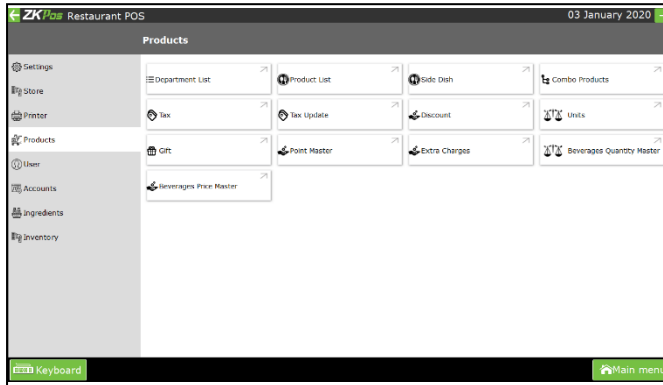 ZKPos Restaurant POS 03 January 2020
Products
Settings
Store
Printer
Products
User
Accounts
Ingredients
Inventory
Department List Product List Side Dish Combo Products
Tax Tax Update Discount Units
Gift Point Master Extra Charges Beverages Quantity Master
Beverages Price Master
Keyboard Main menu